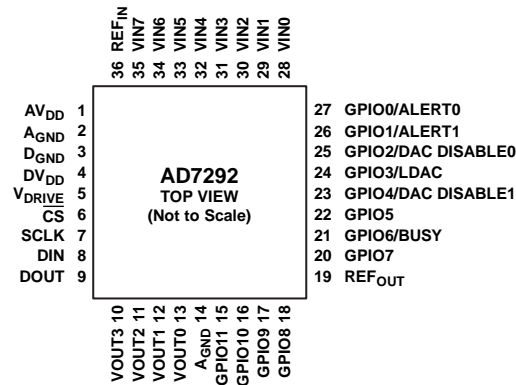 36 REFIN
35 VIN7
34 VIN6
33 VIN5
32 VIN4
31 VIN3
30 VIN2
29 VIN1
28 VIN0
AVDD 1
AGND 2
DGND 3
DVDD 4
VDRIVE 5
CS 6
SCLK 7
DIN 8
DOUT 9
AD7292
TOP VIEW
(Not to Scale)
27 GPIO0/ALERT0
26 GPIO1/ALERT1
25 GPIO2/DAC DISABLE0
24 GPIO3/LDAC
23 GPIO4/DAC DISABLE1
22 GPIO5
21 GPIO6/BUSY
20 GPIO7
19 REFOUT
VOUT3 10
VOUT2 11
VOUT1 12
VOUT0 13
AGND 14
GPIO11 15
GPIO10 16
GPIO9 17
GPIO8 18